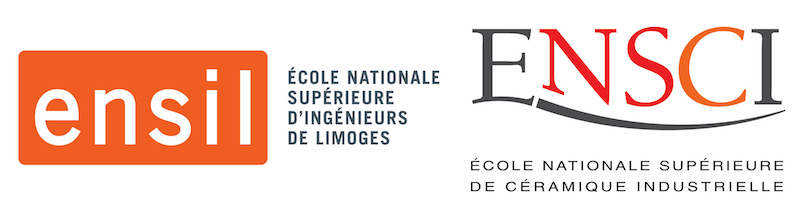 ensil
ÉCOLE NATIONALE
SUPÉRIEURE
D'INGÉNIEURS
DE LIMOGES
ENSCI
ÉCOLE NATIONALE SUPÉRIEURE
DE CÉRAMIQUE INDUSTRIELLE